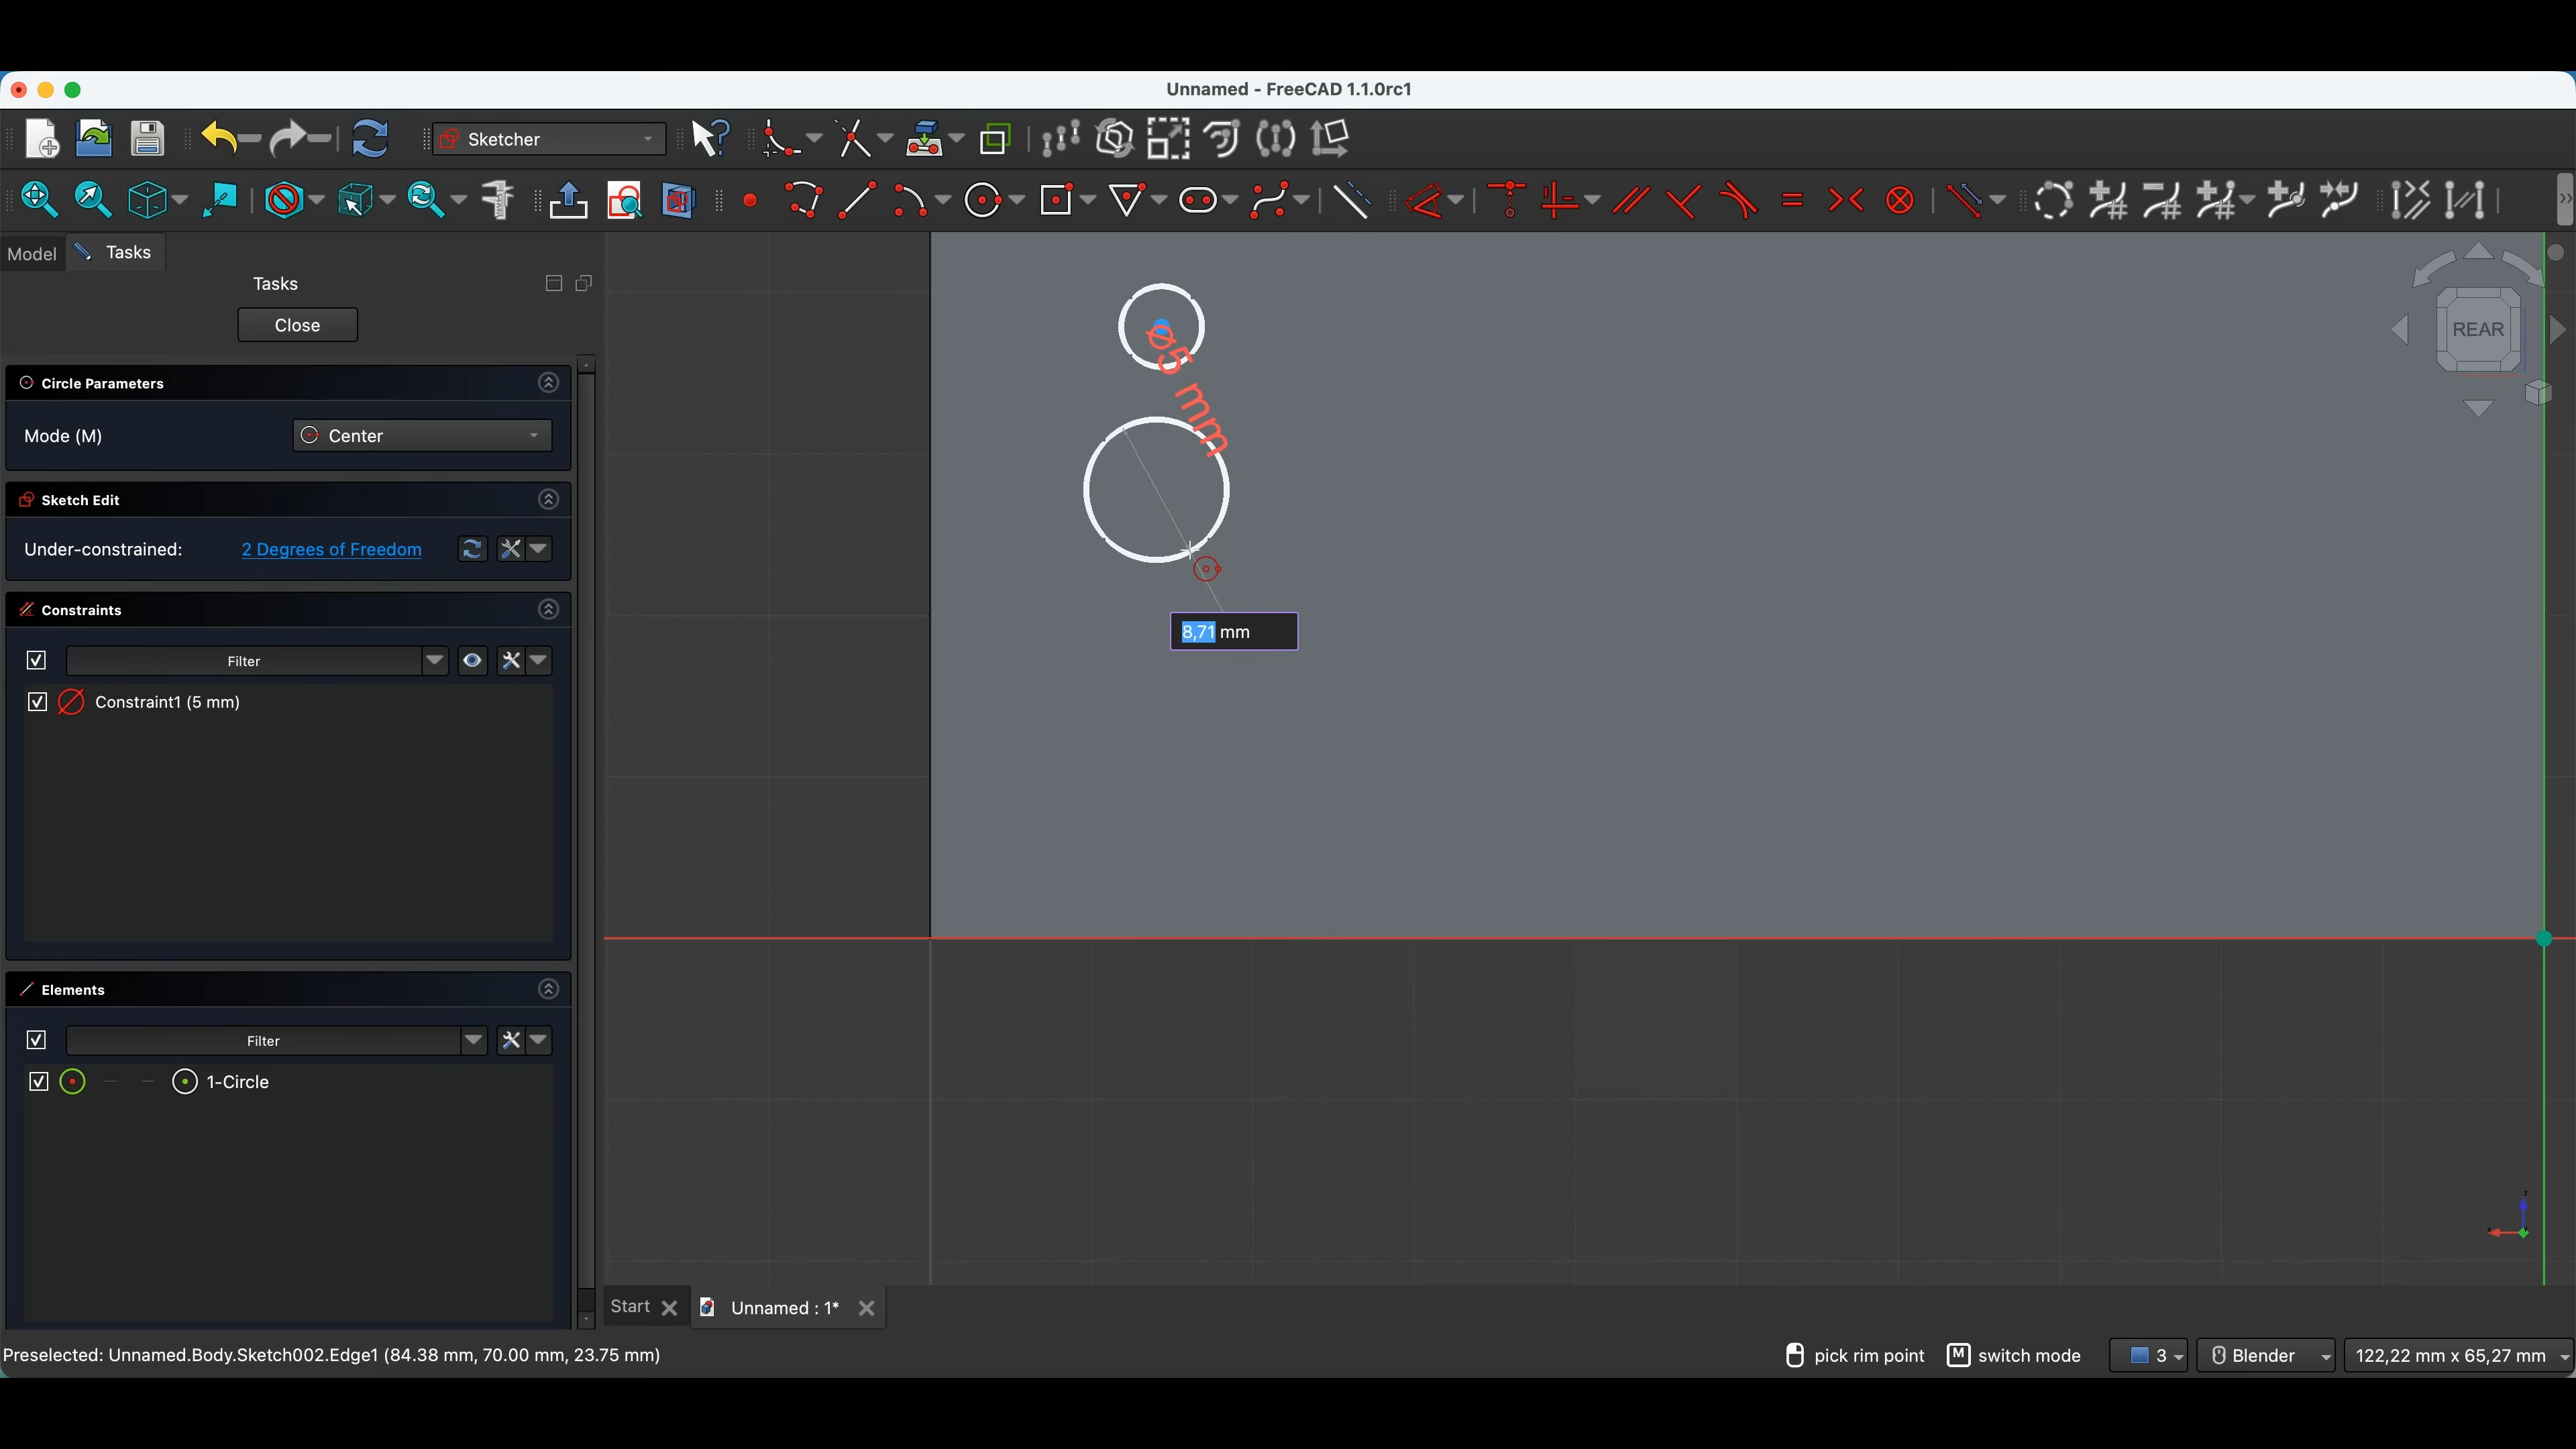 Unnamed - FreeCAD 1.1.0rc1
Sketcher
Model
Tasks
Tasks
Close
Circle Parameters
Mode (M)
Center
Sketch Edit
Under-constrained:
2 Degrees of Freedom
Constraints
Filter
Constraint1 (5 mm)
Elements
Filter
1-Circle
⌀5 mm
8,71 mm
REAR
Start
Unnamed : 1*
Preselected: Unnamed.Body.Sketch002.Edge1 (84.38 mm, 70.00 mm, 23.75 mm)
pick rim point
M switch mode
3
Blender
122,22 mm x 65,27 mm